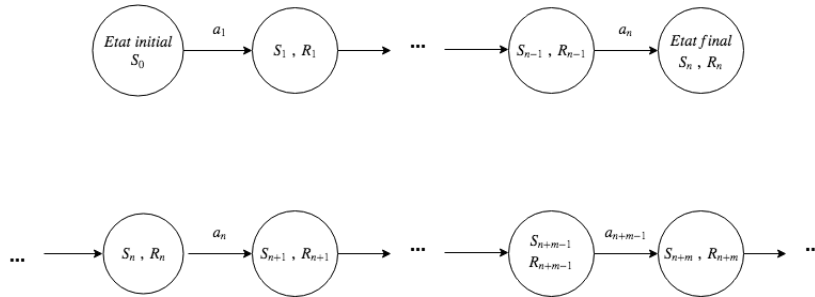 a₁
aₙ
Etat initial
S₀
S₁ , R₁
...
Sₙ₋₁ , Rₙ₋₁
Etat final
Sₙ , Rₙ
aₙ
aₙ₊ₘ₋₁
...
Sₙ , Rₙ
Sₙ₊₁ , Rₙ₊₁
...
Sₙ₊ₘ₋₁
Rₙ₊ₘ₋₁
Sₙ₊ₘ , Rₙ₊ₘ
..